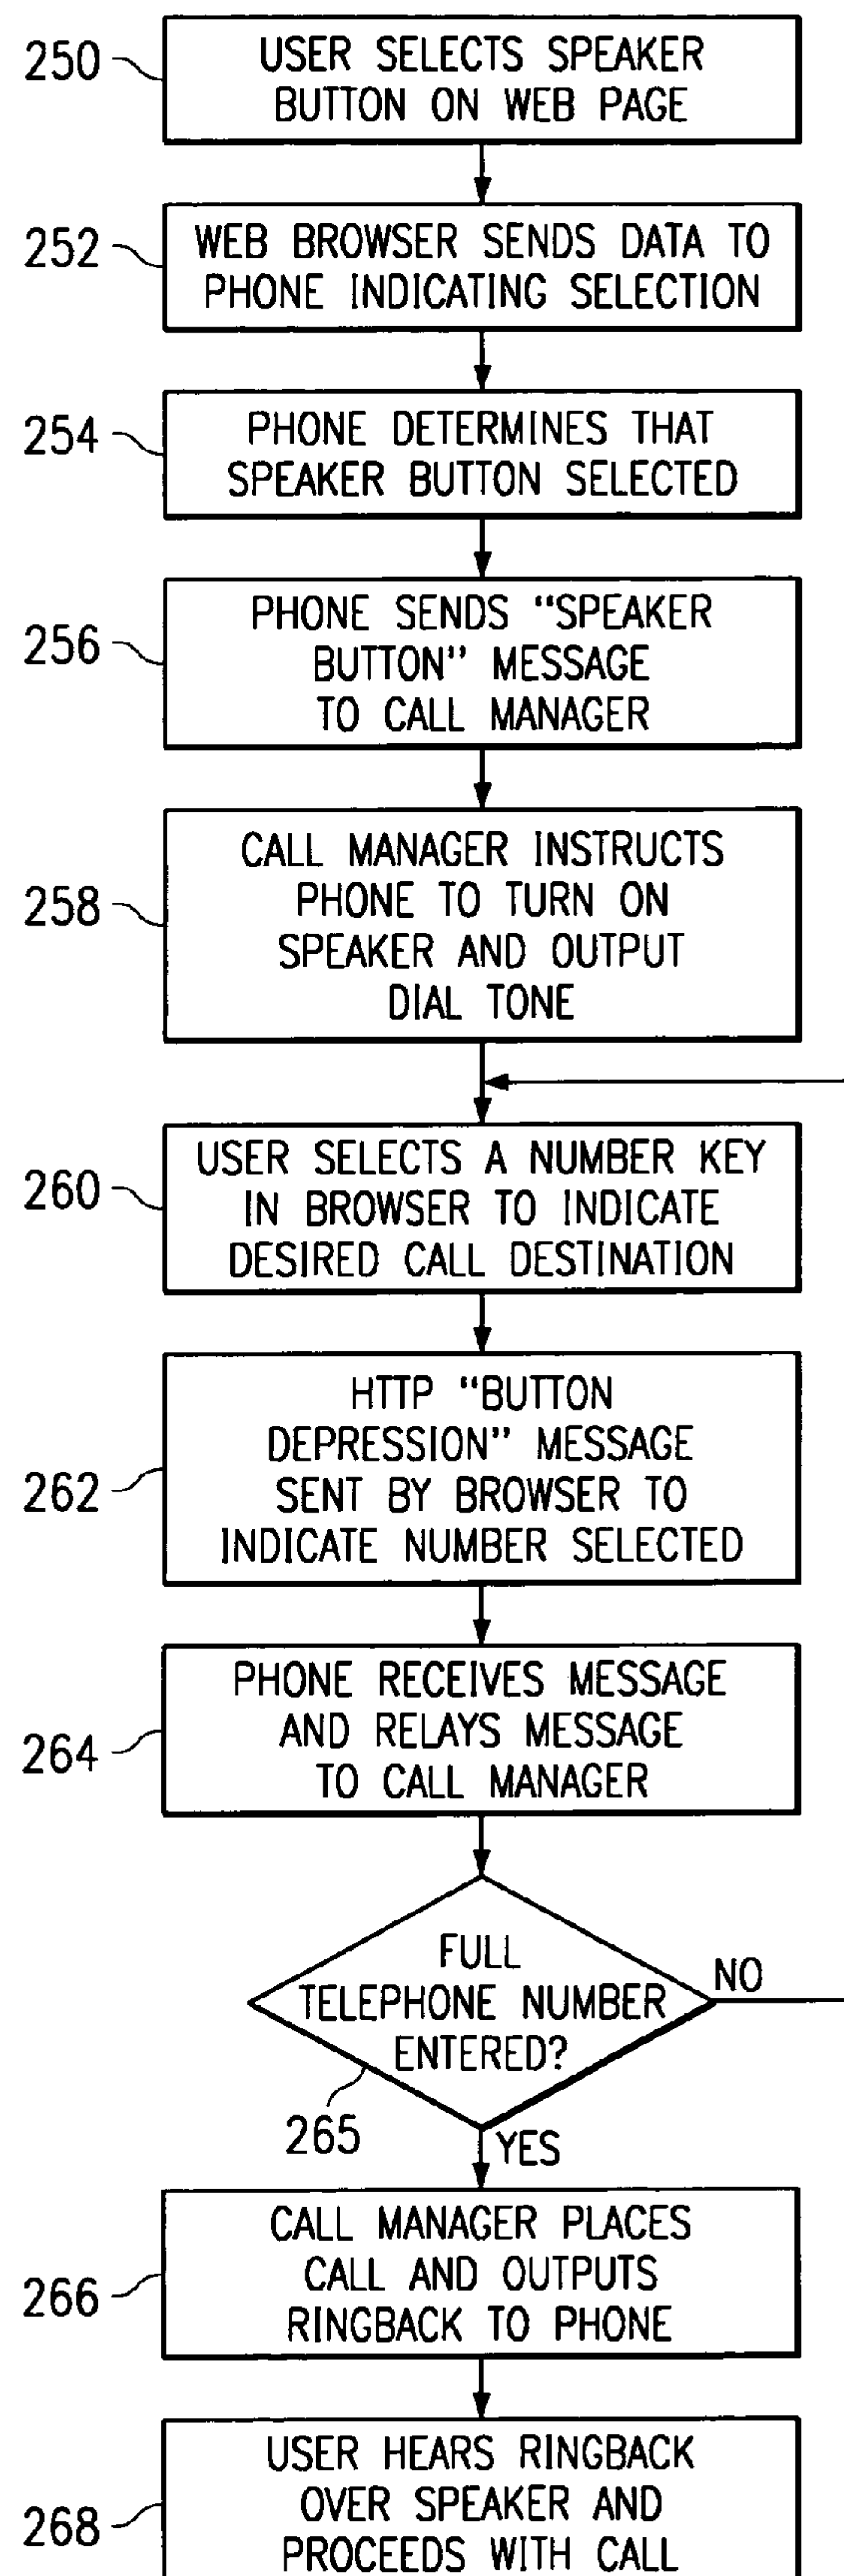 250
USER SELECTS SPEAKER
BUTTON ON WEB PAGE
252
WEB BROWSER SENDS DATA TO
PHONE INDICATING SELECTION
254
PHONE DETERMINES THAT
SPEAKER BUTTON SELECTED
256
PHONE SENDS “SPEAKER
BUTTON” MESSAGE
TO CALL MANAGER
258
CALL MANAGER INSTRUCTS
PHONE TO TURN ON
SPEAKER AND OUTPUT
DIAL TONE
260
USER SELECTS A NUMBER KEY
IN BROWSER TO INDICATE
DESIRED CALL DESTINATION
262
HTTP “BUTTON
DEPRESSION” MESSAGE
SENT BY BROWSER TO
INDICATE NUMBER SELECTED
264
PHONE RECEIVES MESSAGE
AND RELAYS MESSAGE
TO CALL MANAGER
FULL
TELEPHONE NUMBER
ENTERED?
NO
265
YES
266
CALL MANAGER PLACES
CALL AND OUTPUTS
RINGBACK TO PHONE
268
USER HEARS RINGBACK
OVER SPEAKER AND
PROCEEDS WITH CALL